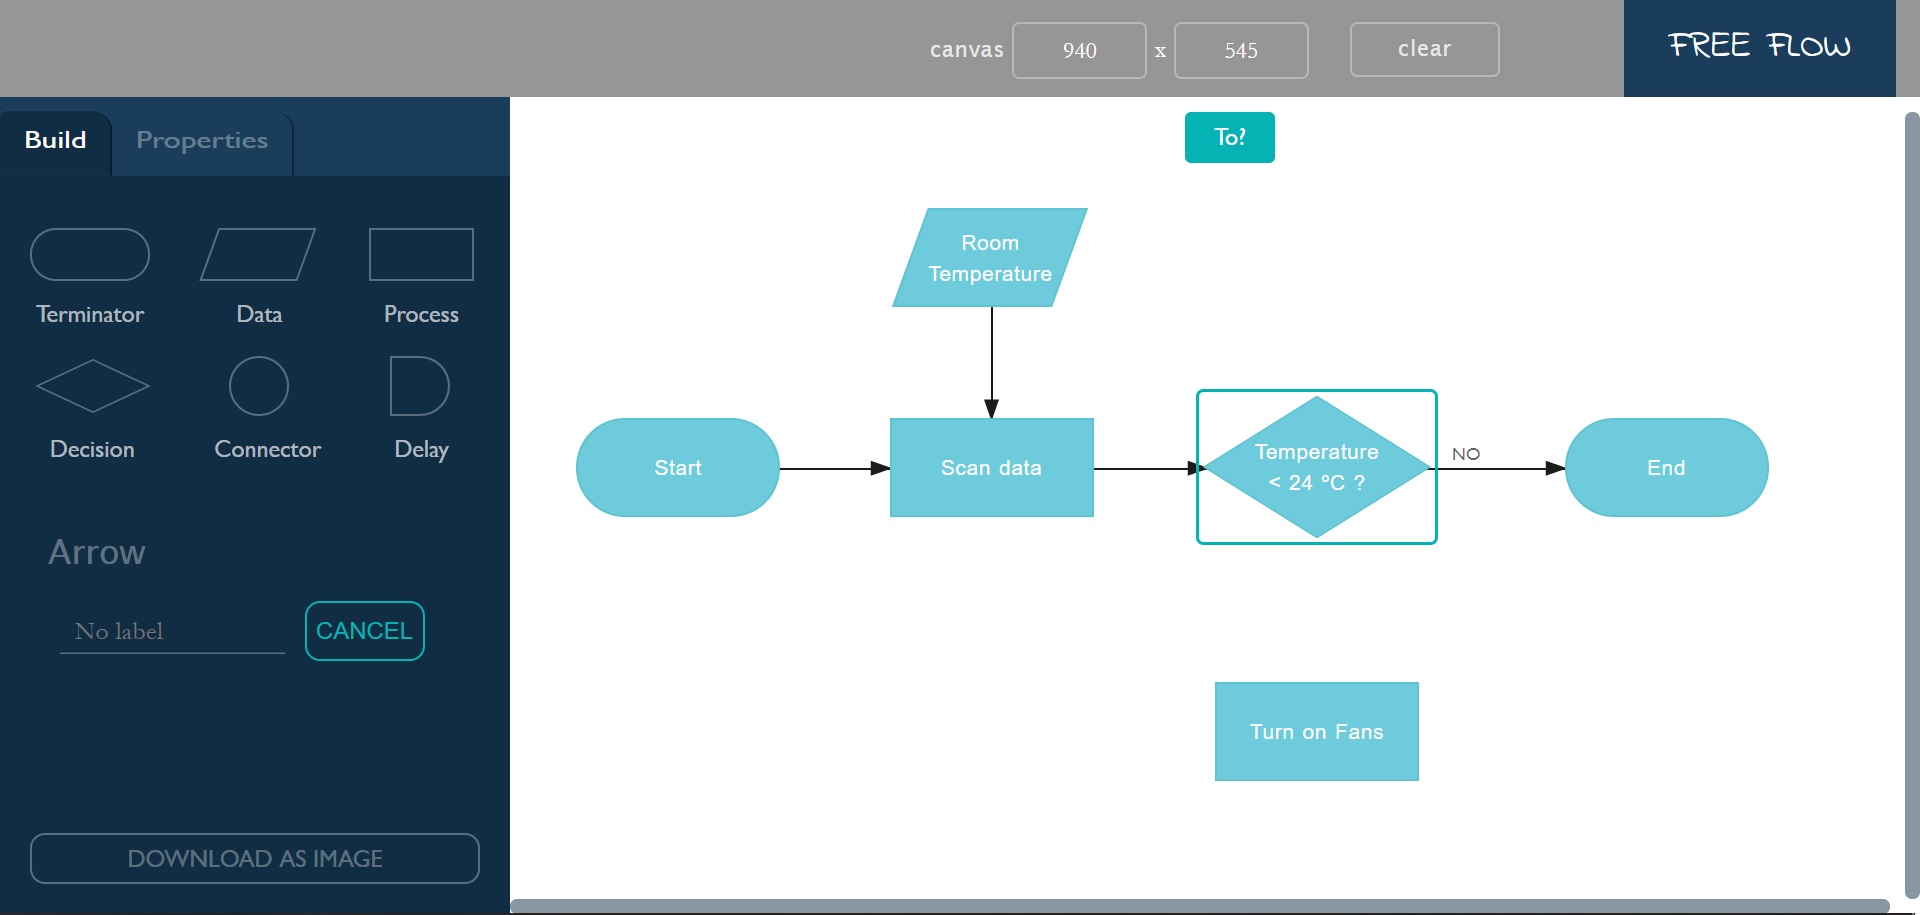 canvas 940 x 545 clear FREE FLOW
Build Properties
To?
Terminator Data Process
Decision Connector Delay
Arrow
No label CANCEL
DOWNLOAD AS IMAGE
Room
Temperature
Start
Scan data
Temperature
< 24 °C ?
NO
End
Turn on Fans